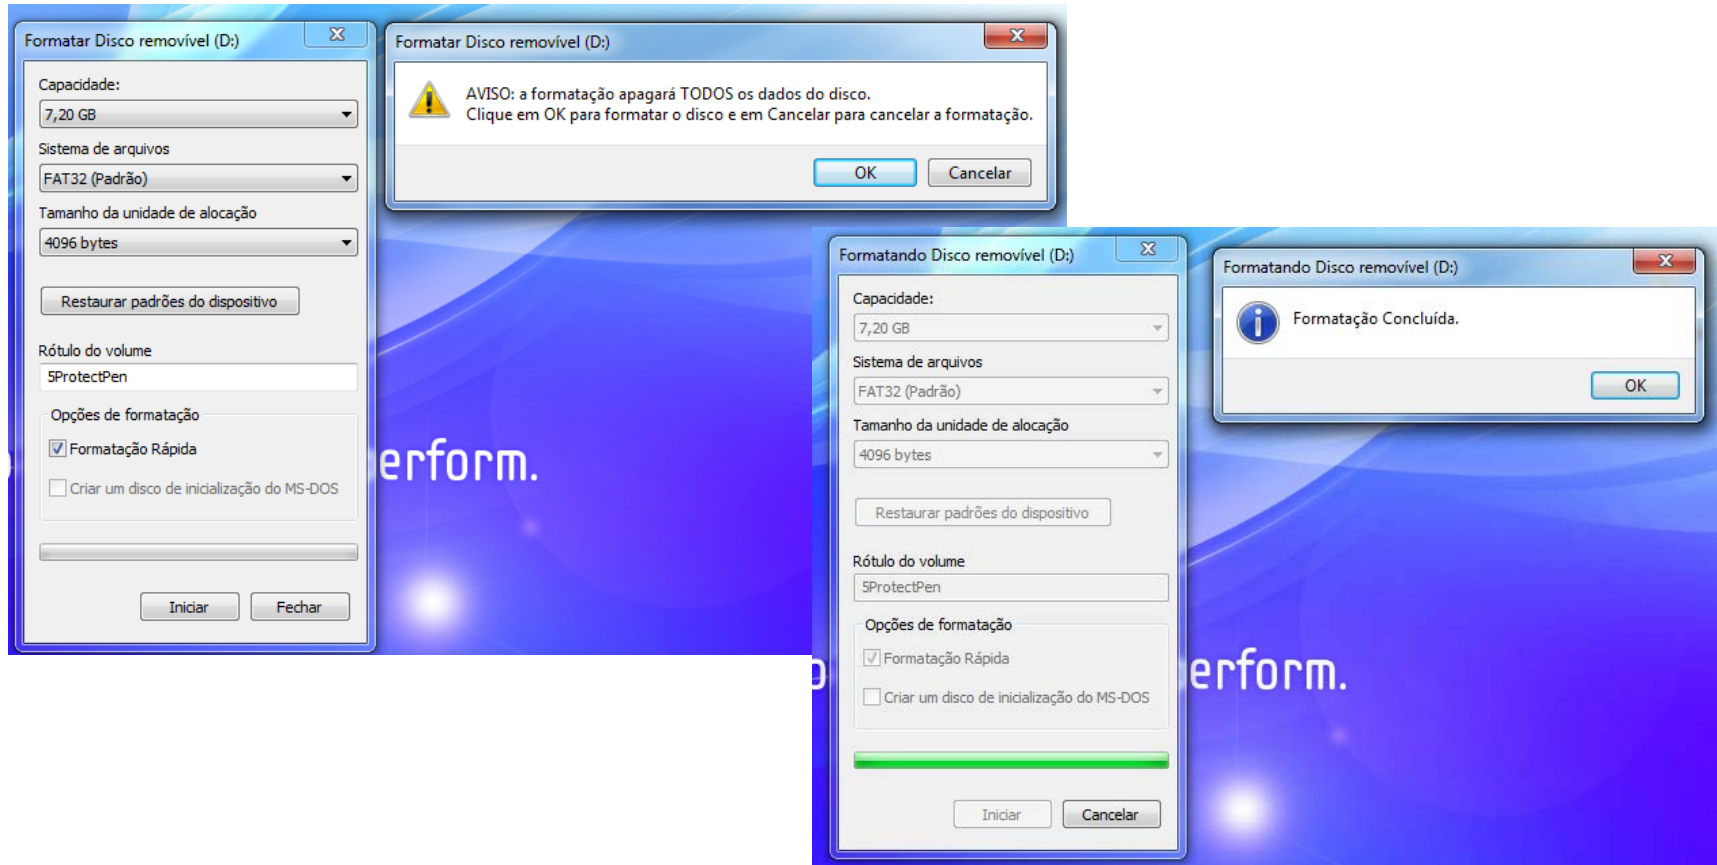 Formatar Disco removível (D:)
Capacidade:
7,20 GB
Sistema de arquivos
FAT32 (Padrão)
Tamanho da unidade de alocação
4096 bytes
Restaurar padrões do dispositivo
Rótulo do volume
5ProtectPen
Opções de formatação
Formatação Rápida
Criar um disco de inicialização do MS-DOS
Iniciar Fechar
Formatar Disco removível (D:)
AVISO: a formatação apagará TODOS os dados do disco.
Clique em OK para formatar o disco e em Cancelar para cancelar a formatação.
OK Cancelar
erform.
Formatando Disco removível (D:)
Capacidade:
7,20 GB
Sistema de arquivos
FAT32 (Padrão)
Tamanho da unidade de alocação
4096 bytes
Restaurar padrões do dispositivo
Rótulo do volume
5ProtectPen
Opções de formatação
Formatação Rápida
Criar um disco de inicialização do MS-DOS
Iniciar Cancelar
Formatando Disco removível (D:)
Formatação Concluída.
OK
erform.